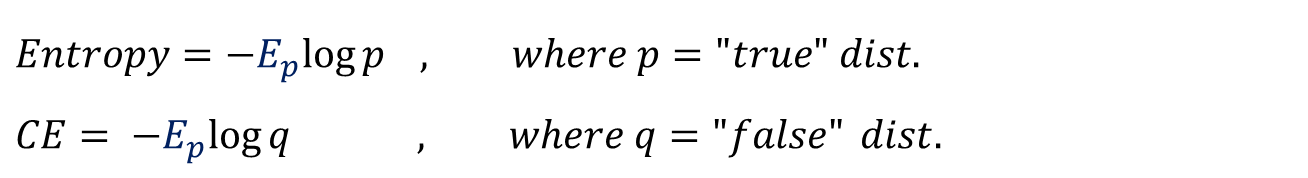 Entropy = −E_p log p , where p = "true" dist.
CE = −E_p log q , where q = "false" dist.